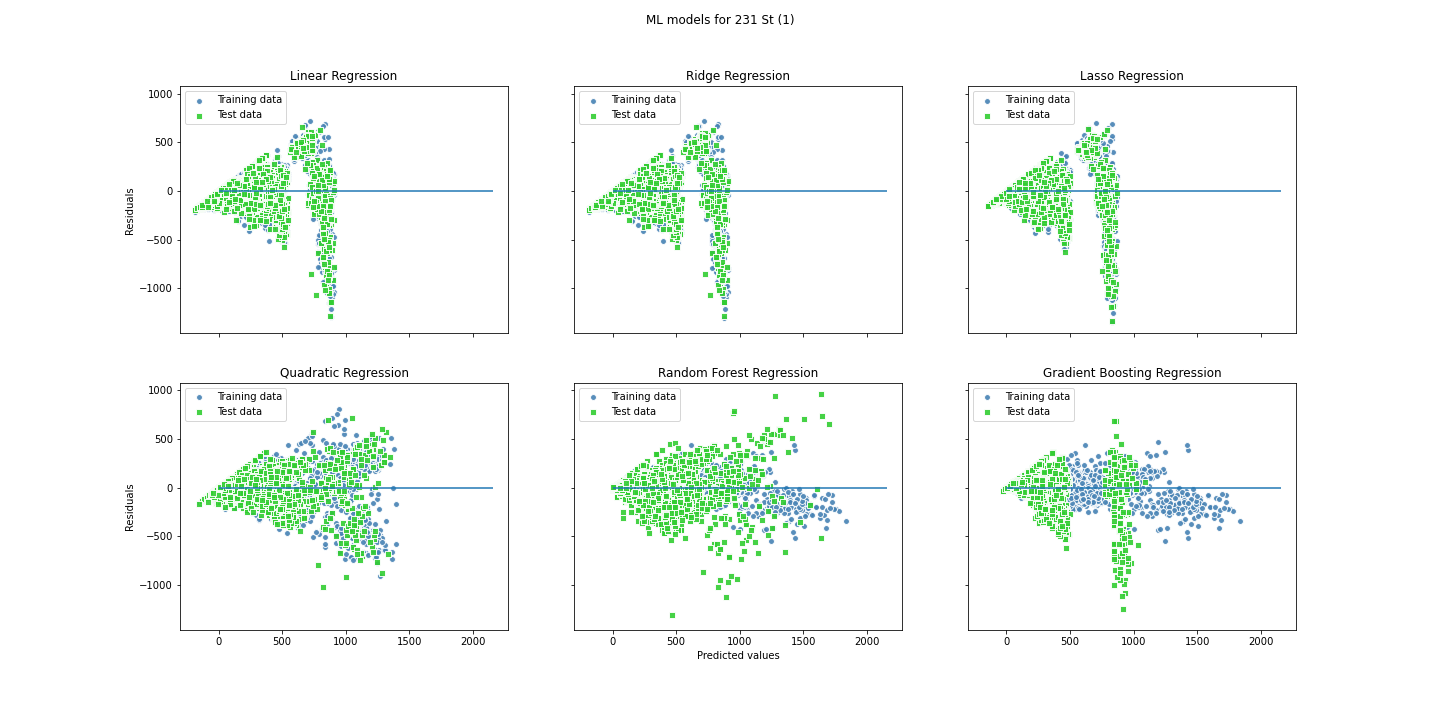 ML models for 231 St (1)
Linear Regression
Ridge Regression
Lasso Regression
Training data
Test data
Training data
Test data
Training data
Test data
1000
500
0
−500
−1000
Residuals
Quadratic Regression
Random Forest Regression
Gradient Boosting Regression
Training data
Test data
Training data
Test data
Training data
Test data
1000
500
0
−500
−1000
Residuals
0 500 1000 1500 2000
0 500 1000 1500 2000
0 500 1000 1500 2000
Predicted values